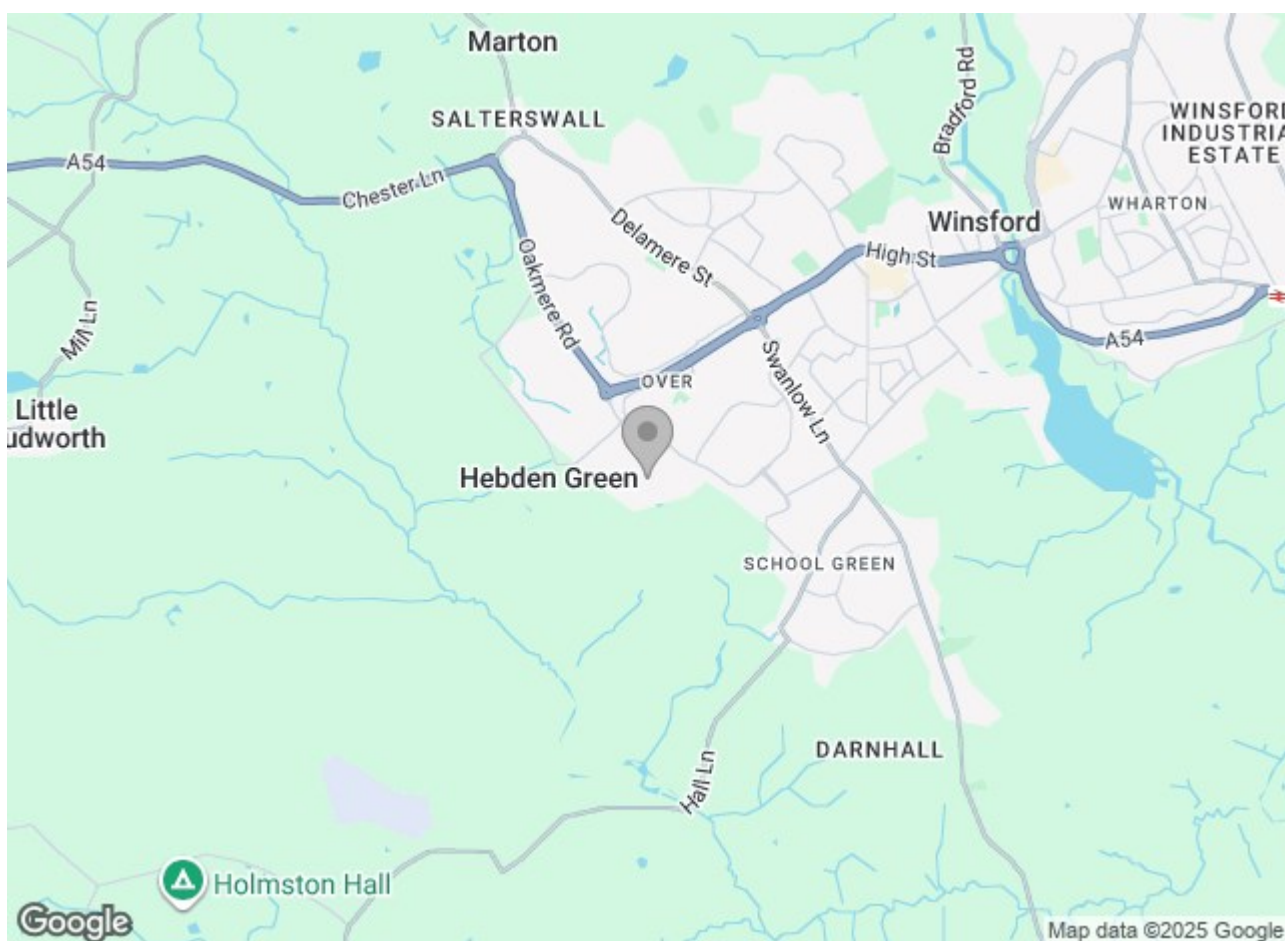 Marton
SALTERSWALL
Bradford Rd
WINSFORD
INDUSTRIA
ESTATE
A54
Chester Ln
WHARTON
Delamere St
Winsford
High St
Oakmere Rd
Mill Ln
A54
OVER
Swanlow Ln
Little
udworth
Hebden Green
SCHOOL GREEN
DARNHALL
Hall Ln
Holmston Hall
Google
Map data ©2025 Google